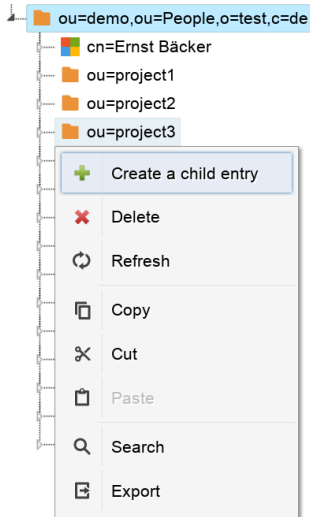 ou=demo,ou=People,o=test,c=de
cn=Ernst Bäcker
ou=project1
ou=project2
ou=project3
Create a child entry
Delete
Refresh
Copy
Cut
Paste
Search
Export